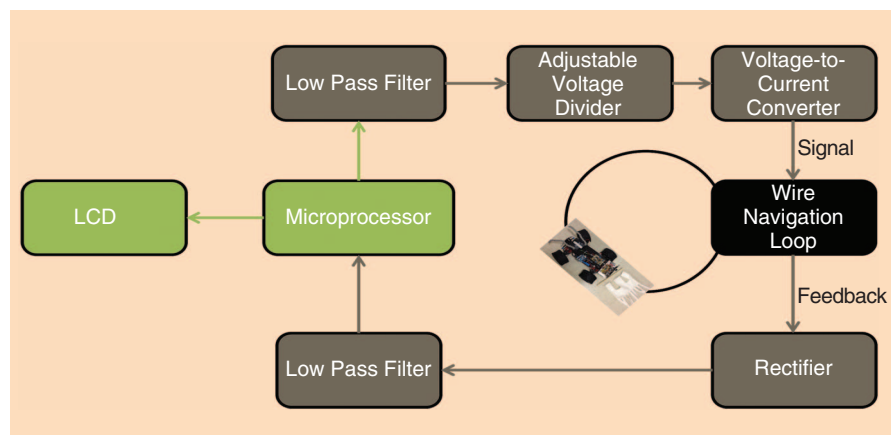 Low Pass Filter
Adjustable
Voltage
Divider
Voltage-to-
Current
Converter
Signal
LCD
Microprocessor
Wire
Navigation
Loop
Feedback
Low Pass Filter
Rectifier